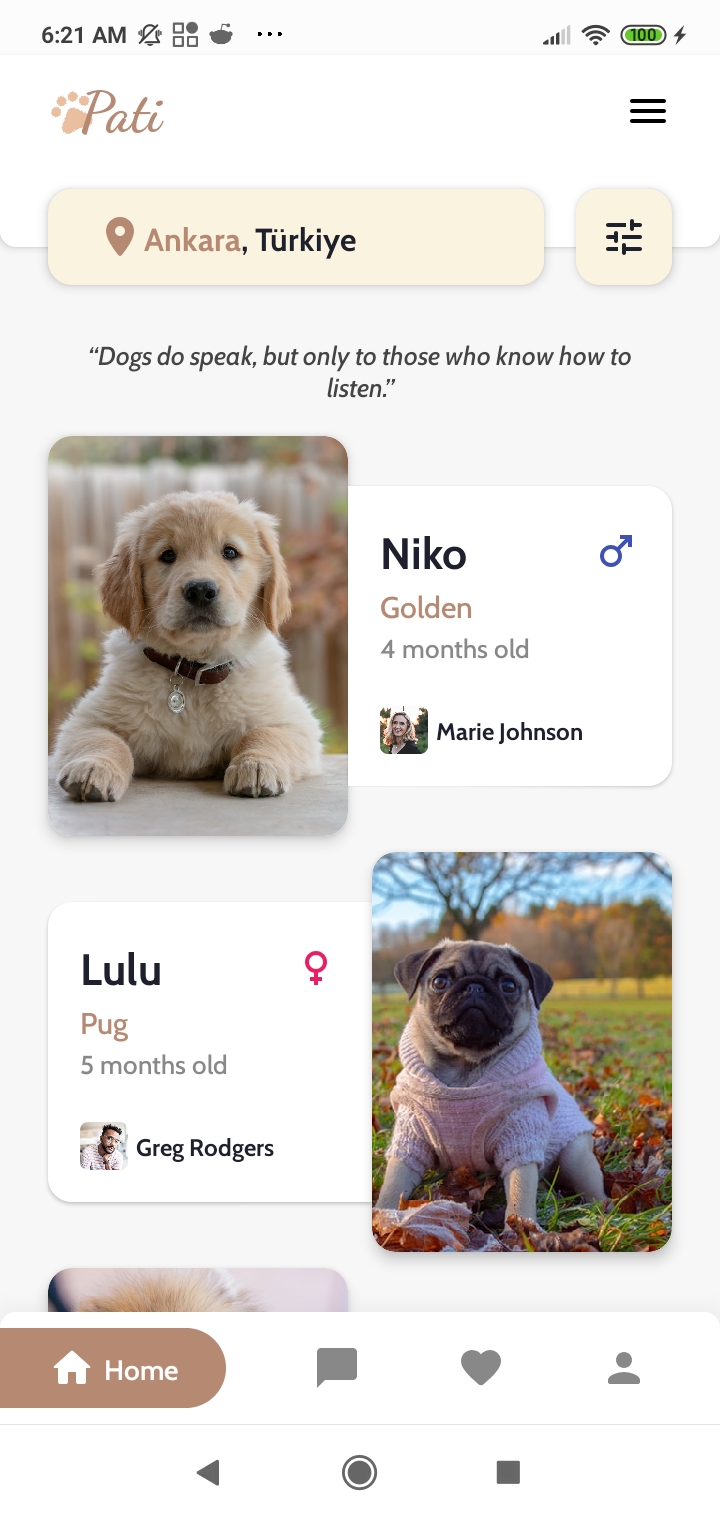 6:21 AM
100
Pati
Ankara, Türkiye
“Dogs do speak, but only to those who know how to
listen.”
Niko
Golden
4 months old
Marie Johnson
Lulu
Pug
5 months old
Greg Rodgers
Home